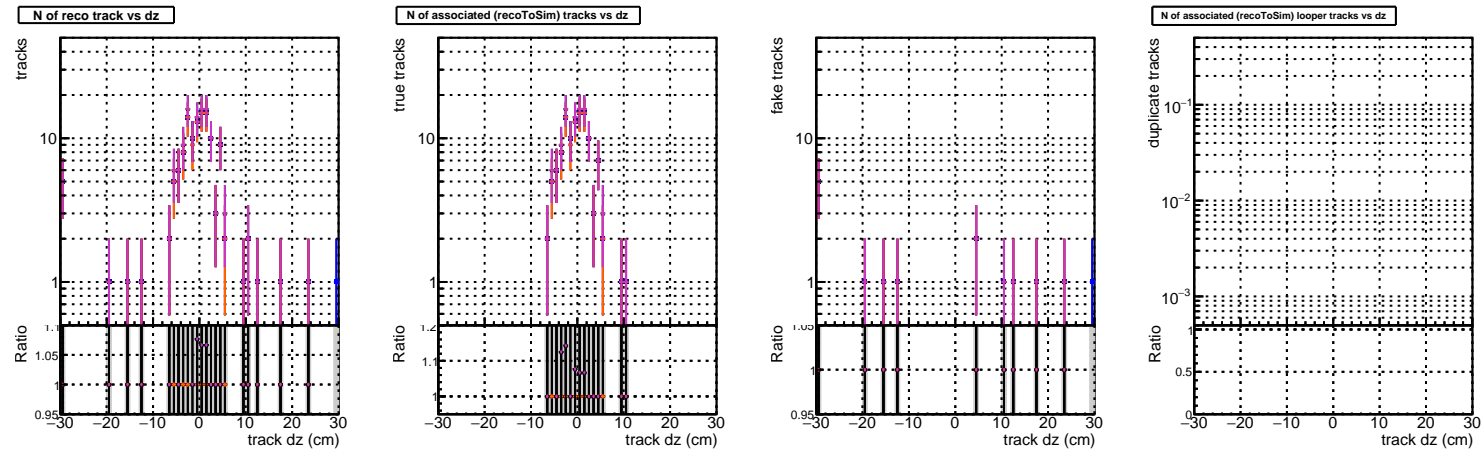 N of reco track vs dz
tracks
10
1
Ratio
1.1
1.05
1
0.95
−30 −20 −10 0 10 20 30
track dz (cm)
N of associated (recoToSim) tracks vs dz
true tracks
10
1
Ratio
1.2
1.1
1
−30 −20 −10 0 10 20 30
track dz (cm)
fake tracks
10
1
Ratio
1.05
1
0.95
−30 −20 −10 0 10 20 30
track dz (cm)
N of associated (recoToSim) looper tracks vs dz
duplicate tracks
10−1
10−2
10−3
Ratio
1
0.5
0
−30 −20 −10 0 10 20 30
track dz (cm)